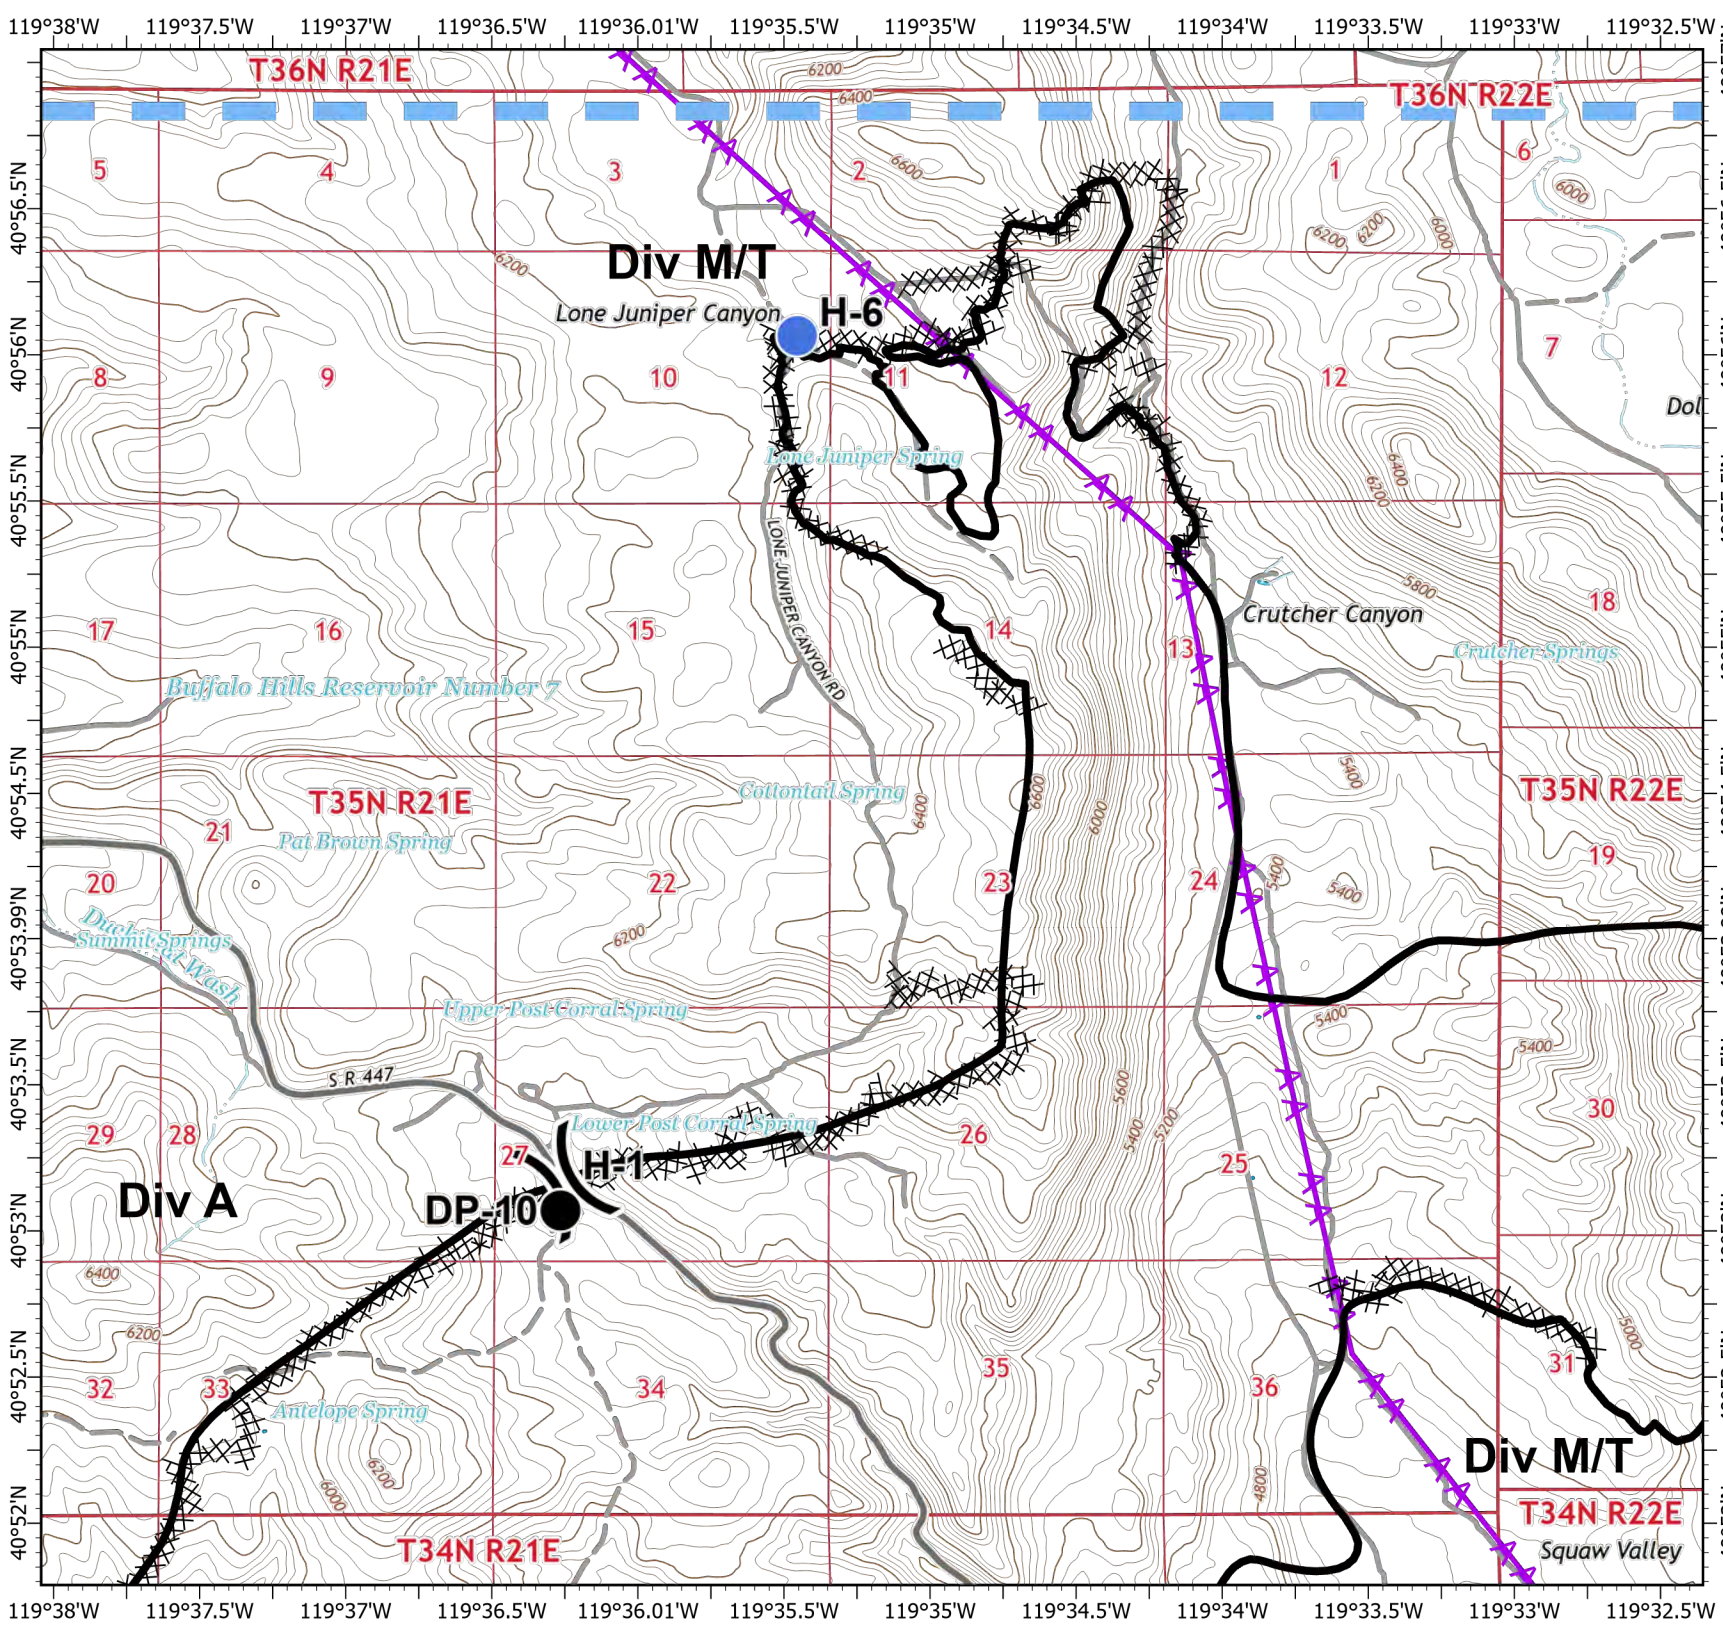 119°38'W 119°37.5'W 119°37'W 119°36.5'W 119°36.01'W 119°35.5'W 119°35'W 119°34.5'W 119°34'W 119°33.5'W 119°33'W 119°32.5'W
T36N R21E
6200
6400
T36N R22E
5
4
3
2
6600
1
6
6000
40°56.5'N
6200
6200
6200
6000
Div M/T
Lone Juniper Canyon
H-6
40°56'N
7
8
9
10
11
12
Dol
Lone Juniper Spring
6400
6200
40°55.5'N
LONE JUNIPER CANYON RD
5800
18
Crutcher Canyon
40°55'N
17
16
15
14
13
Crutcher Springs
Buffalo Hills Reservoir Number 7
5400
Cottontail Spring
6600
6400
6000
T35N R21E
T35N R22E
40°54.5'N
21
Pat Brown Spring
19
20
22
23
24
5400
5400
40°53.99'N
Summit Springs
6200
Upper Post Corral Spring
5400
5400
40°53.5'N
S R 447
5600
5400
5200
30
29
28
Lower Post Corral Spring
26
27
H-1
25
Div A
DP-10
40°53'N
6400
6200
5000
40°52.5'N
32
33
34
35
36
31
Antelope Spring
6200
6000
4800
Div M/T
40°52'N
T34N R22E
T34N R21E
Squaw Valley
119°38'W 119°37.5'W 119°37'W 119°36.5'W 119°36.01'W 119°35.5'W 119°35'W 119°34.5'W 119°34'W 119°33.5'W 119°33'W 119°32.5'W